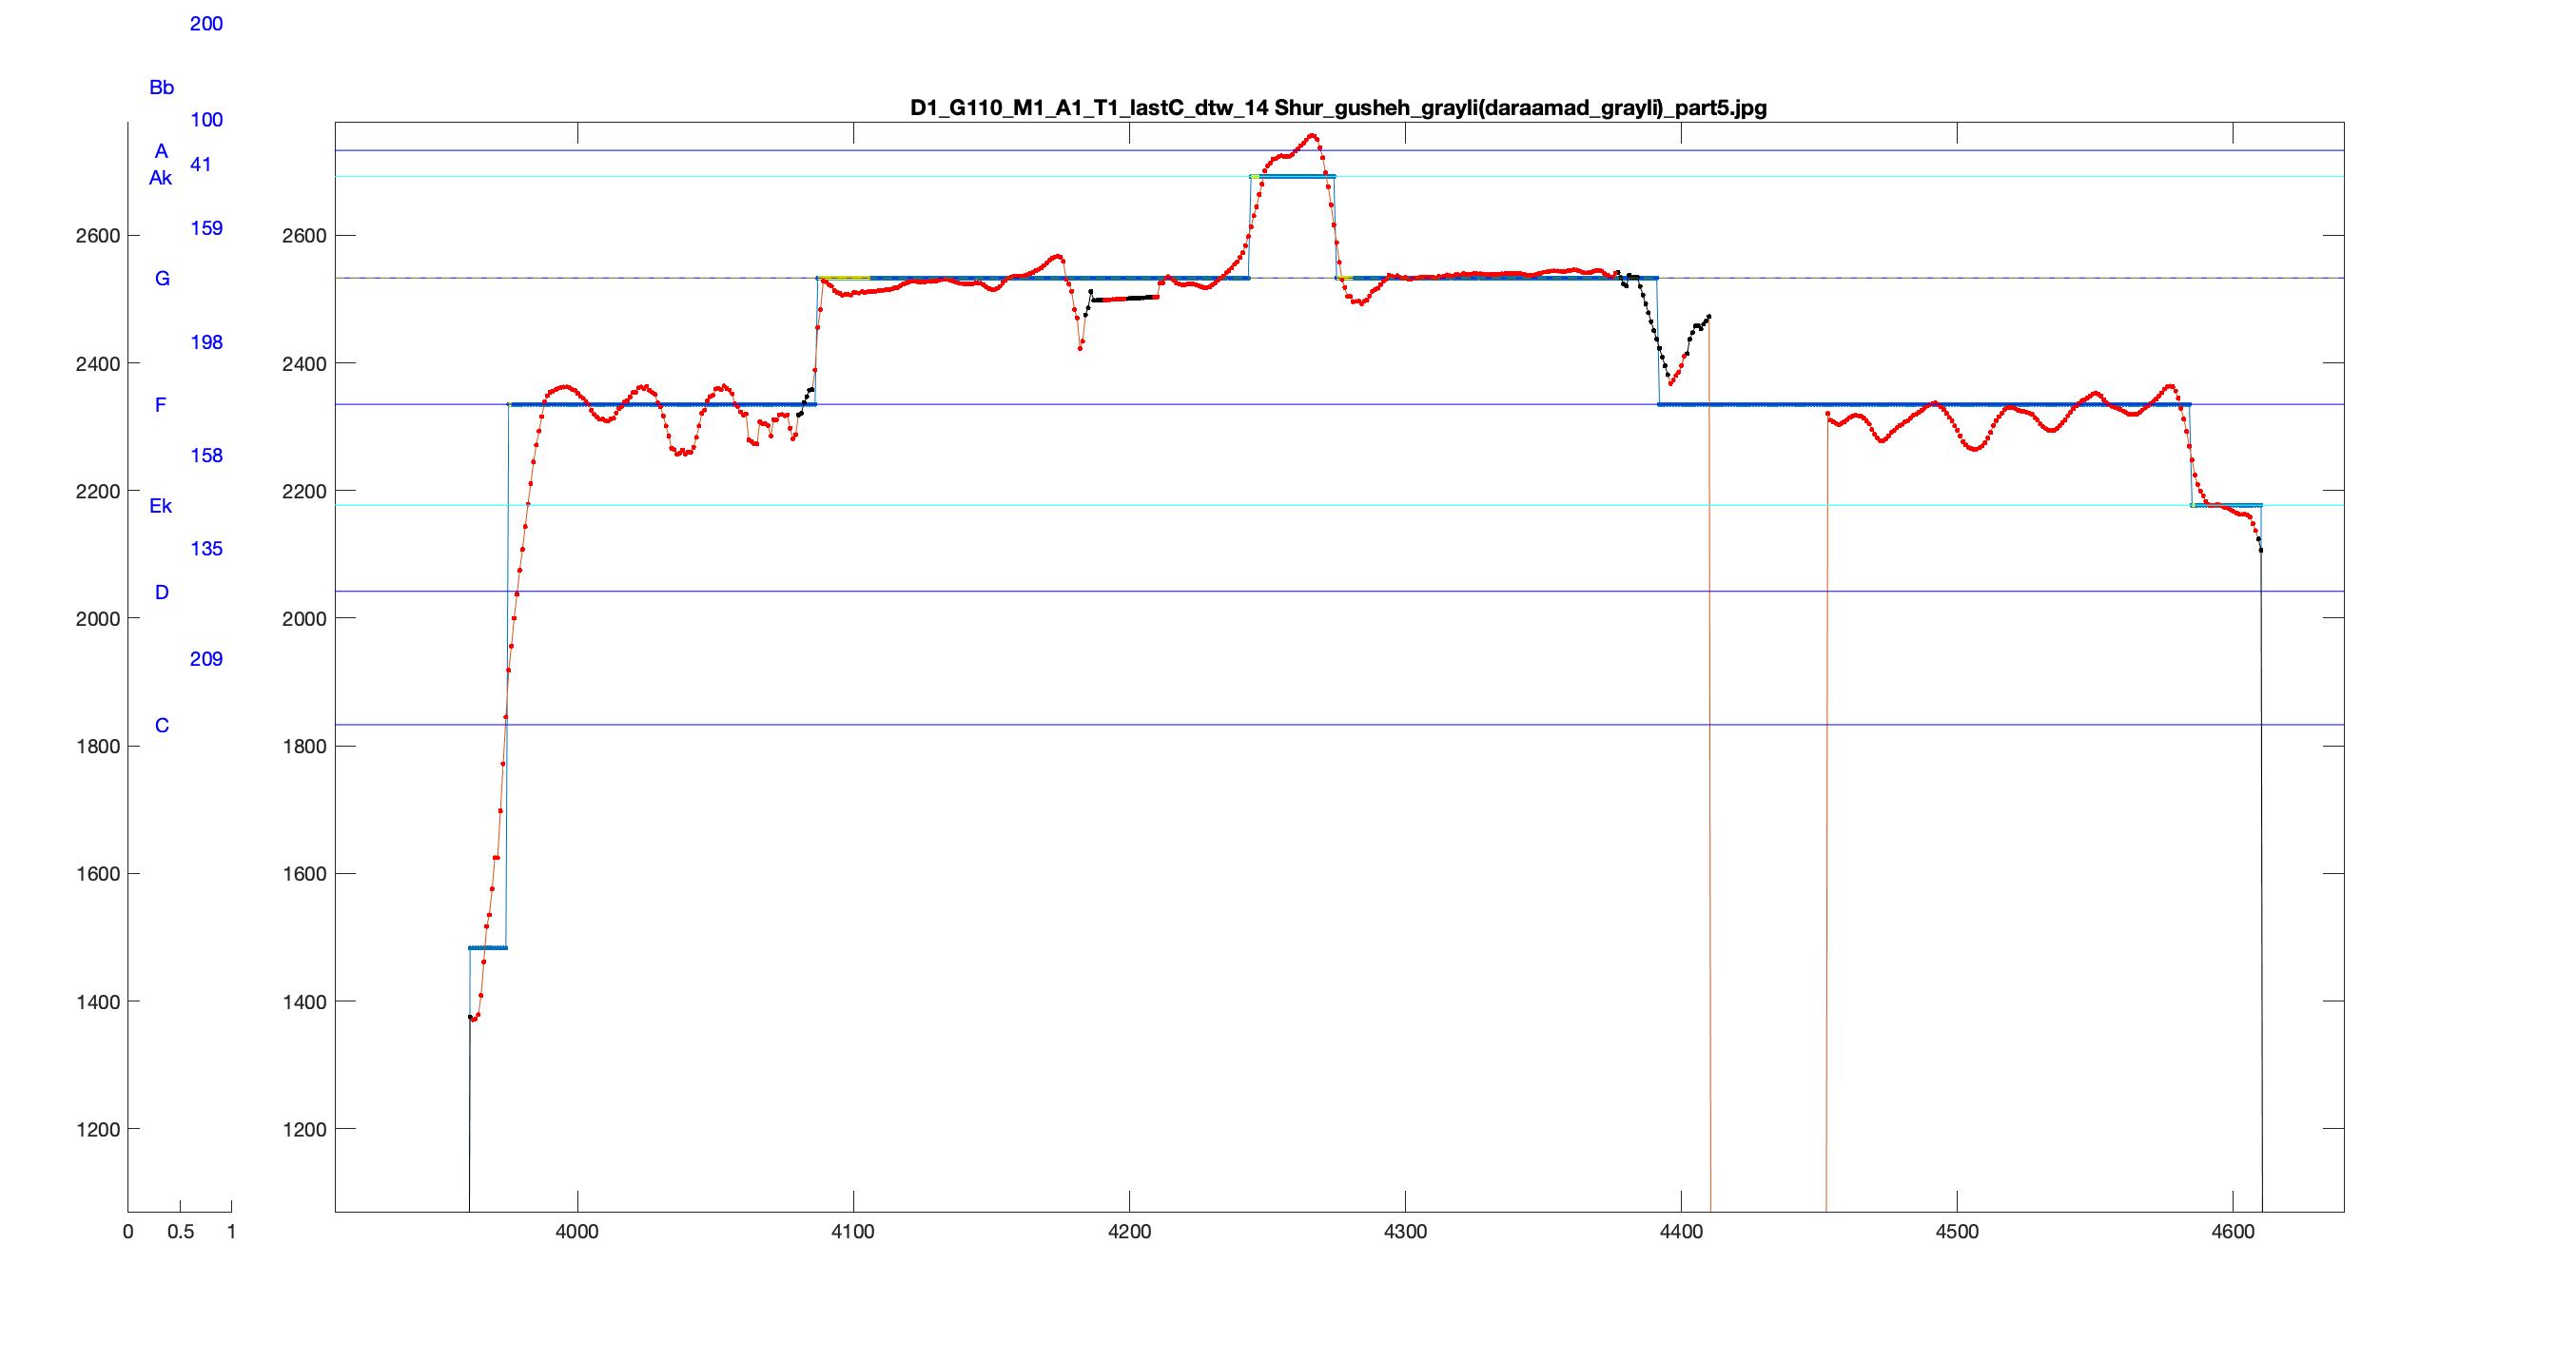 200
Bb
D1_G110_M1_A1_T1_lastC_dtw_14 Shur_gusheh_grayli(daraamad_grayli)_part5.jpg
100
A
41
Ak
159
2600
2600
G
198
2400
2400
F
158
2200
2200
Ek
135
D
2000
2000
209
C
1800
1800
1600
1600
1400
1400
1200
1200
0 0.5 1
4000 4100 4200 4300 4400 4500 4600